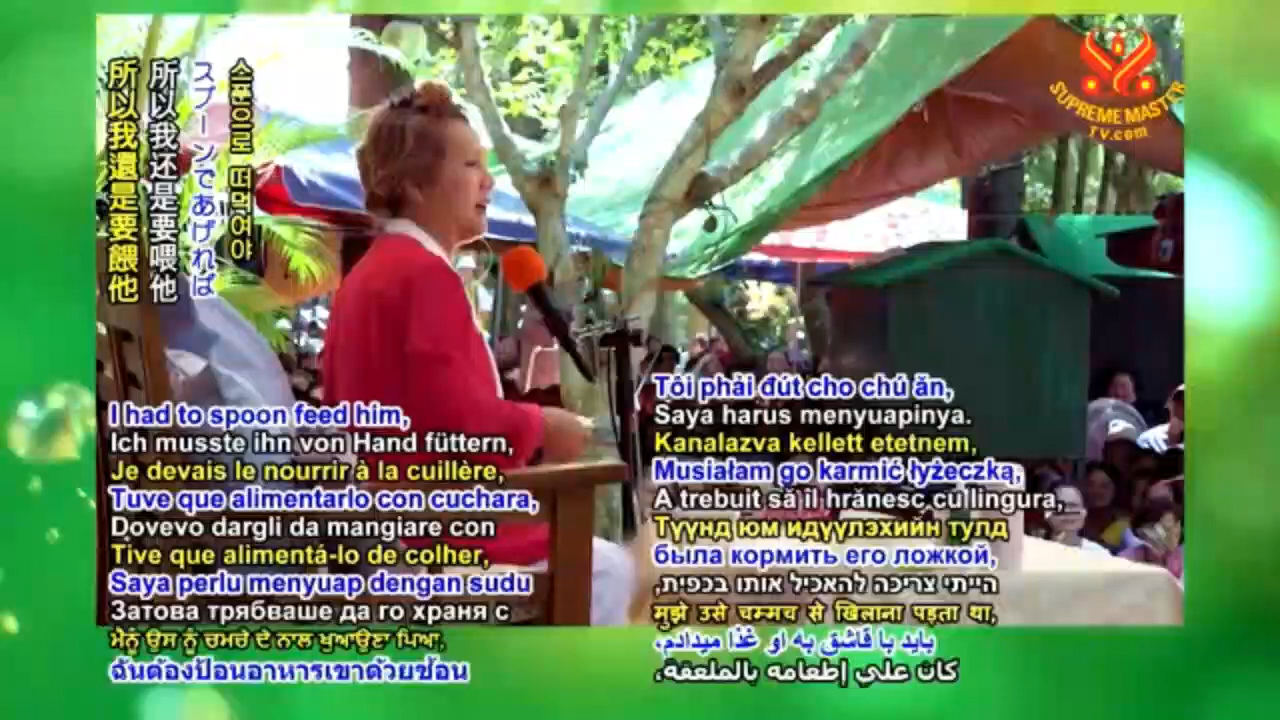 所以我還是要餵他
所以我还是要喂他
スプーンであげれば
스푼으로 떠먹여야
SUPREME MASTER
TV.com
I had to spoon feed him,
Ich musste ihn von Hand füttern,
Je devais le nourrir à la cuillère,
Tuve que alimentarlo con cuchara,
Dovevo dargli da mangiare con
Tive que alimentá-lo de colher,
Saya perlu menyuap dengan sudu
Затова трябваше да го храня с
ਮੈਨੂੰ ਉਸ ਨੂੰ ਚਮਚੇ ਦੇ ਨਾਲ ਖੁਆਉਣਾ ਪਿਆ,
ฉันต้องป้อนอาหารเขาด้วยช้อน
Tôi phải đút cho chú ăn,
Saya harus menyuapinya.
Kanalazva kellett etetnem,
Musiałam go karmić łyżeczką,
A trebuit să îl hrănesc cu lingura,
Түүнд юм идүүлэхийн тулд
была кормить его ложкой,
הייתי צריכה להאכיל אותו בכפית,
मुझे उसे चम्मच से खिलाना पड़ता था,
باید با قاشق به او غذا میدادم،
كان علي إطعامه بالملعقة،